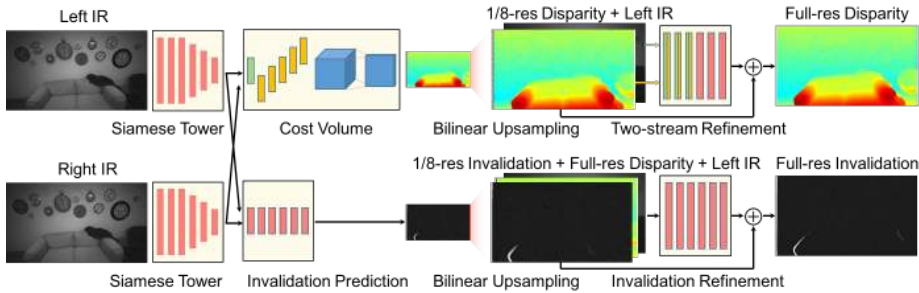 Left IR
1/8-res Disparity + Left IR
Full-res Disparity
Siamese Tower
Cost Volume
Bilinear Upsampling
Two-stream Refinement
Right IR
1/8-res Invalidation + Full-res Disparity + Left IR
Full-res Invalidation
Siamese Tower
Invalidation Prediction
Bilinear Upsampling
Invalidation Refinement